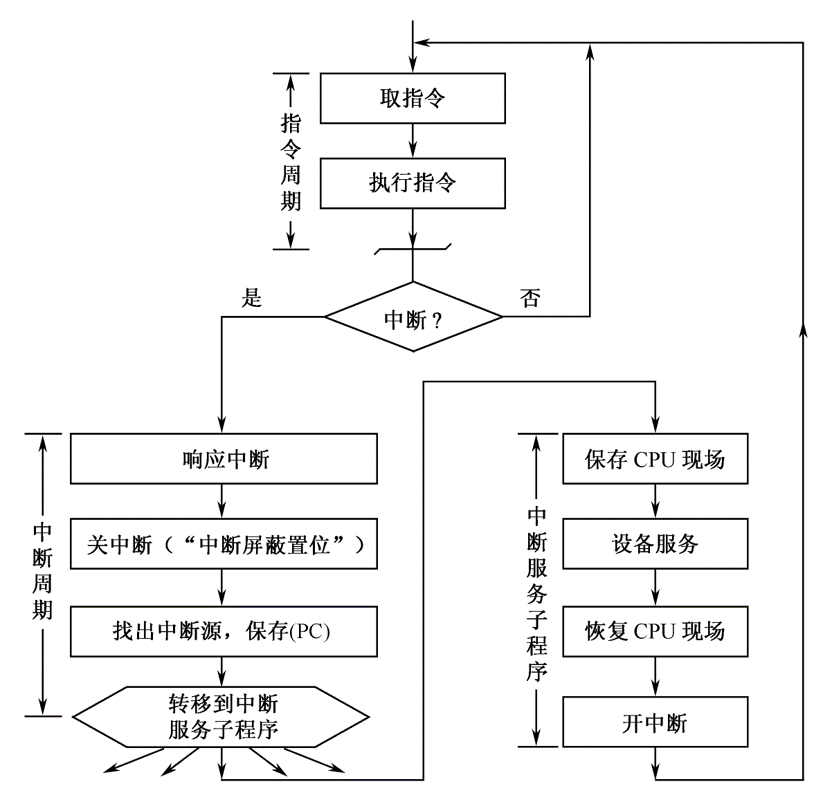 取指令
指令周期
执行指令
是
否
中断？
响应中断
关中断（“中断屏蔽置位”）
找出中断源，保存(PC)
转移到中断
服务子程序
中断周期
保存 CPU 现场
设备服务
恢复 CPU 现场
开中断
中断服务子程序